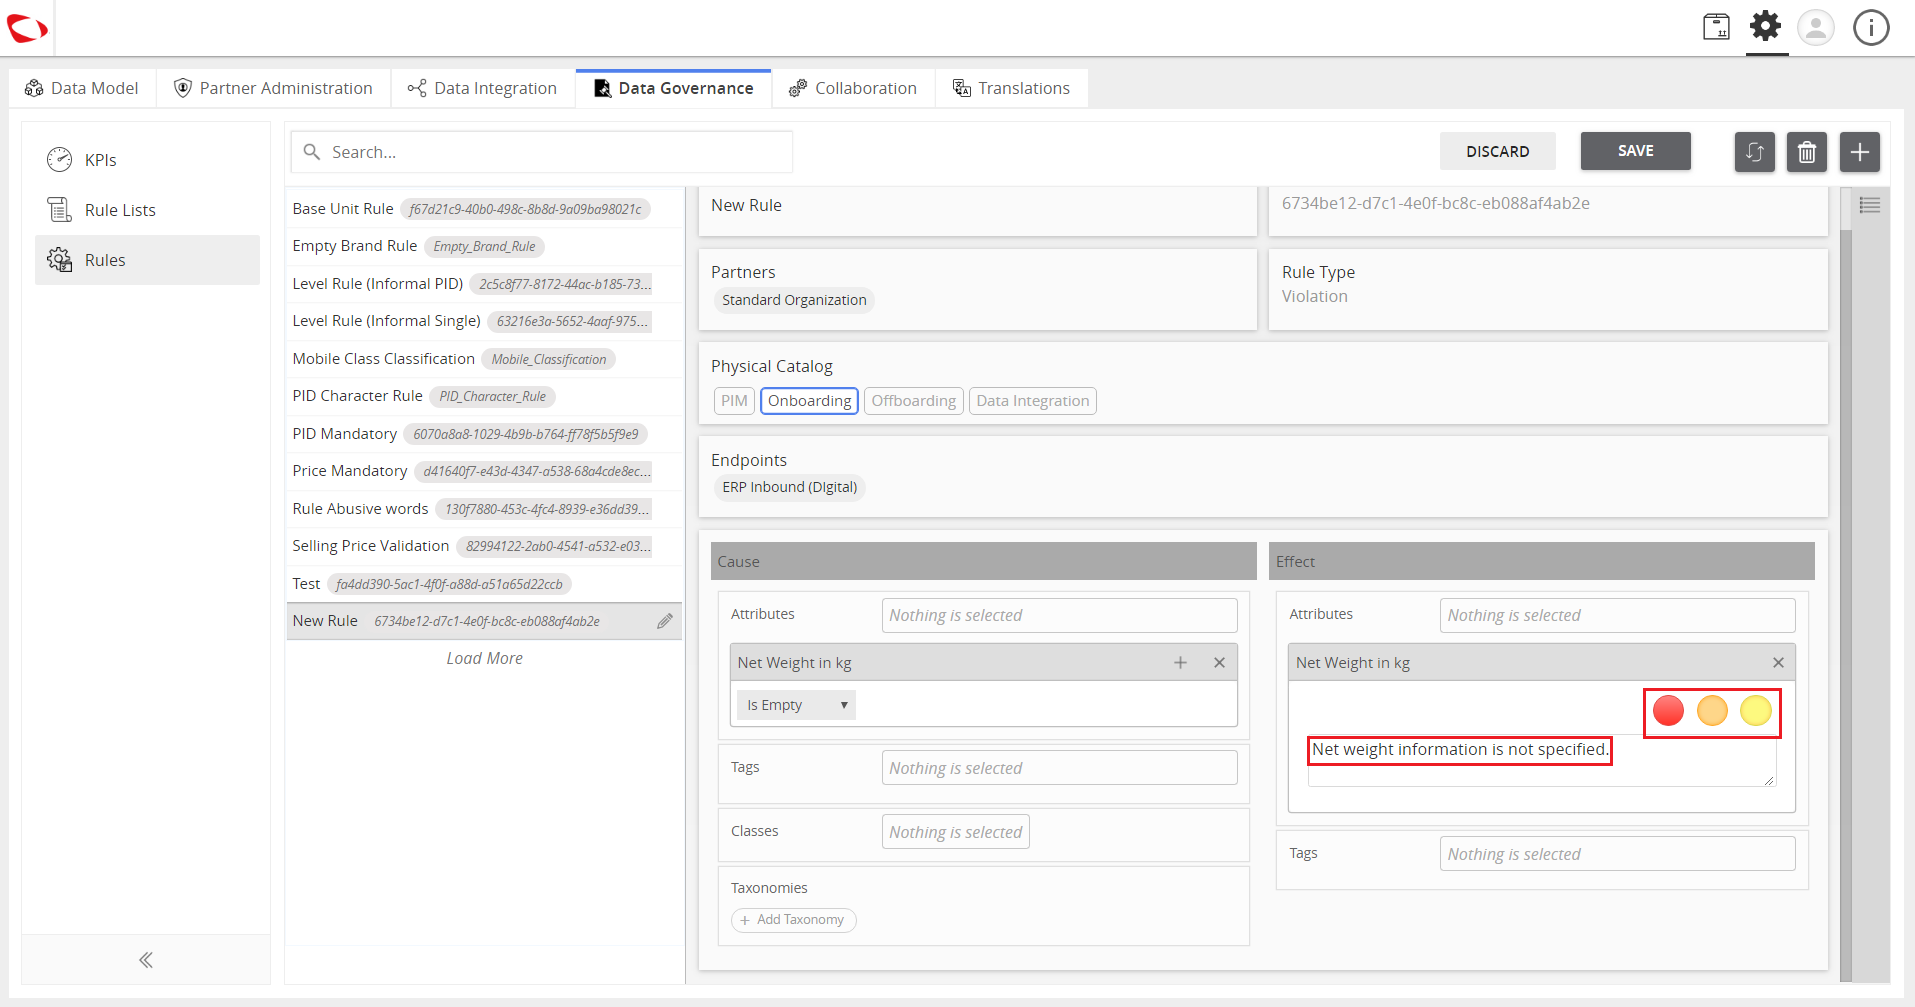 Data Model
Partner Administration
Data Integration
Data Governance
Collaboration
Translations
KPIs
Rule Lists
Rules
Search...
DISCARD
SAVE
Base Unit Rule f67d21c9-40b0-498c-8b8d-9a09ba98021c
Empty Brand Rule Empty_Brand_Rule
Level Rule (Informal PID) 2c5c8f77-8172-44ac-b185-73...
Level Rule (Informal Single) 63216e3a-5652-4aaf-975...
Mobile Class Classification Mobile_Classification
PID Character Rule PID_Character_Rule
PID Mandatory 6070a8a8-1029-4b9b-b764-ff78f5b5f9e9
Price Mandatory d41640f7-e43d-4347-a538-68a4cde8ec...
Rule Abusive words 130f7880-453c-4fc4-8939-e36dd39...
Selling Price Validation 82994122-2ab0-4541-a532-e03...
Test fa4dd390-5ac1-4f0f-a88d-a51a65d22ccb
New Rule 6734be12-d7c1-4e0f-bc8c-eb088af4ab2e
Load More
New Rule
6734be12-d7c1-4e0f-bc8c-eb088af4ab2e
Partners
Standard Organization
Rule Type
Violation
Physical Catalog
PIM Onboarding Offboarding Data Integration
Endpoints
ERP Inbound (DIgital)
Cause
Attributes Nothing is selected
Net Weight in kg
Is Empty
Tags Nothing is selected
Classes Nothing is selected
Taxonomies
+ Add Taxonomy
Effect
Attributes Nothing is selected
Net Weight in kg
Net weight information is not specified.
Tags Nothing is selected